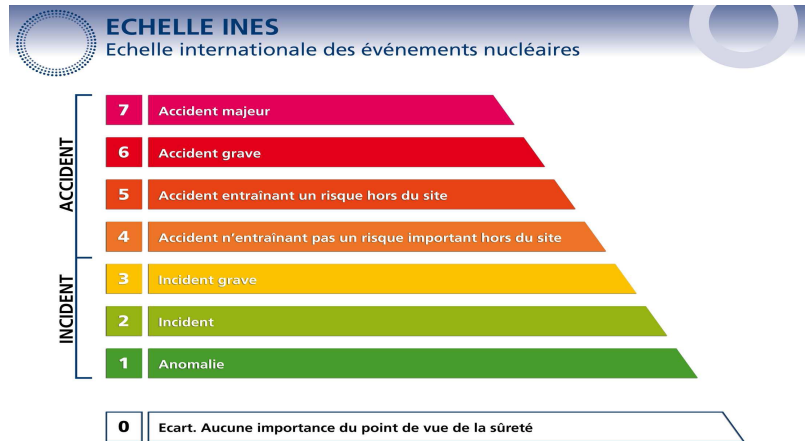 ECHELLE INES
Echelle internationale des événements nucléaires
ACCIDENT
7 Accident majeur
6 Accident grave
5 Accident entraînant un risque hors du site
4 Accident n'entraînant pas un risque important hors du site
INCIDENT
3 Incident grave
2 Incident
1 Anomalie
0 Ecart. Aucune importance du point de vue de la sûreté